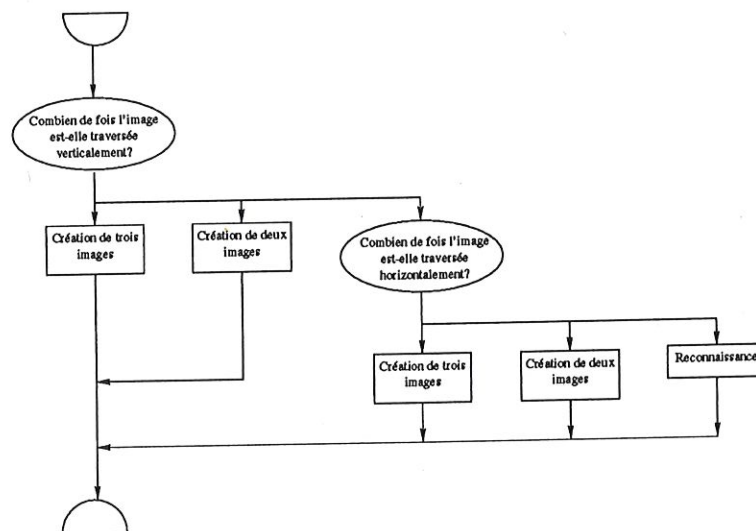 Combien de fois l'image
est-elle traversée
verticalement?
Création de trois
images
Création de deux
images
Combien de fois l'image
est-elle traversée
horizontalement?
Création de trois
images
Création de deux
images
Reconnaissance